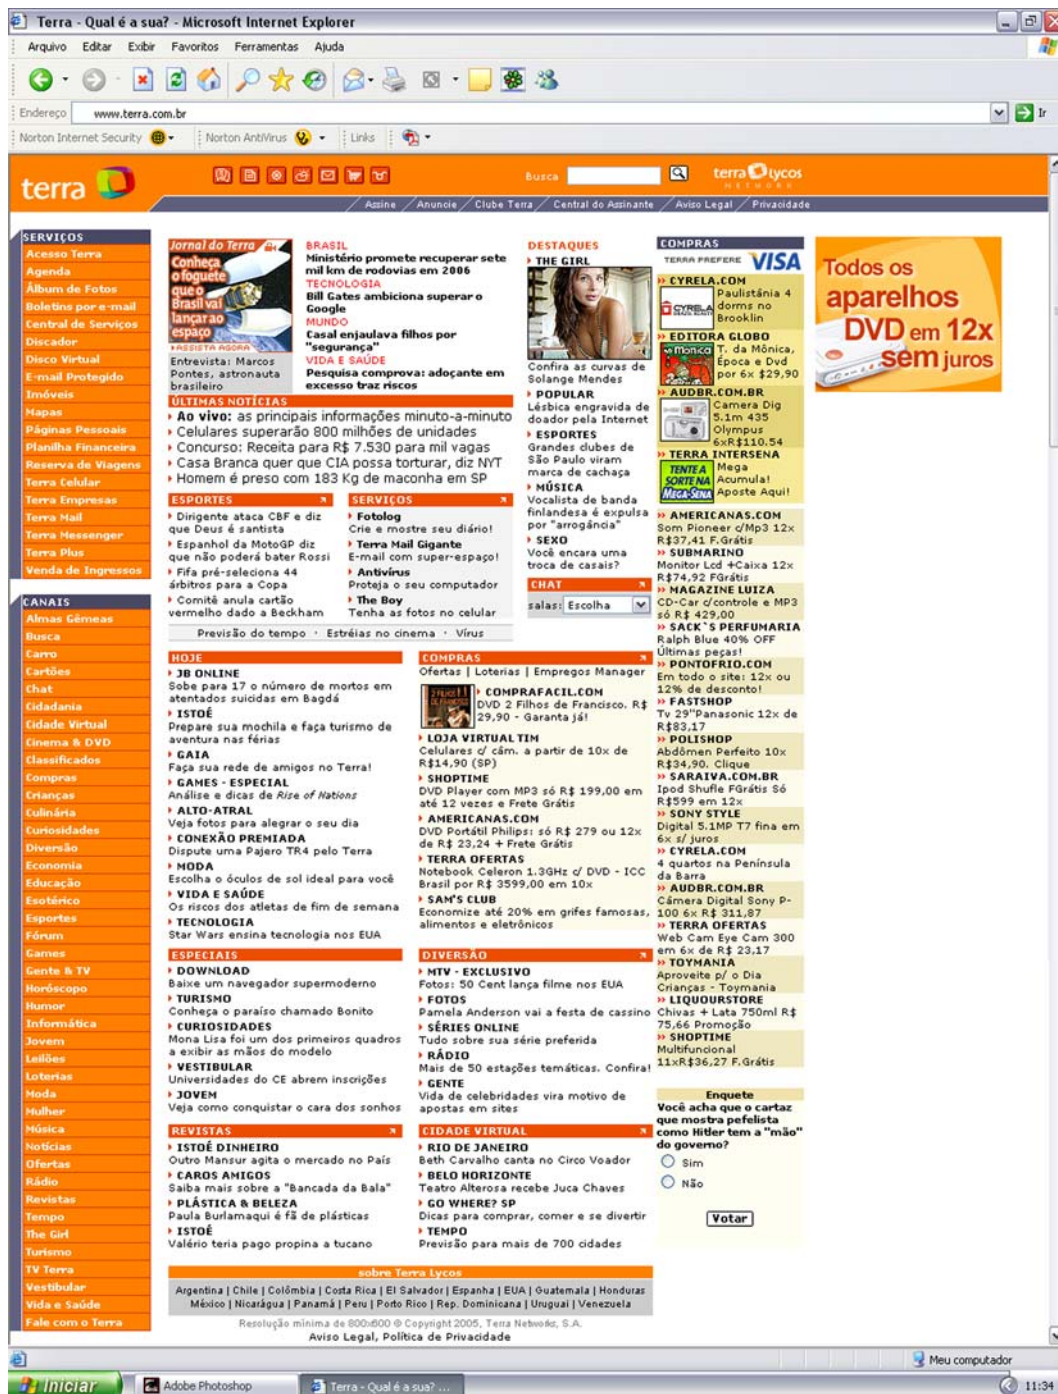 Terra - Qual é a sua? - Microsoft Internet Explorer
Arquivo Editar Exibir Favoritos Ferramentas Ajuda
Endereço www.terra.com.br Ir
Norton Internet Security Norton AntiVirus Links
terra
Busca
terra Lycos
NETWORK
Assine / Anuncie / Clube Terra / Central do Assinante / Aviso Legal / Privacidade
SERVIÇOS
Acesso Terra
Agenda
Álbum de Fotos
Boletins por e-mail
Central de Serviços
Discador
Disco Virtual
E-mail Protegido
Imóveis
Mapas
Páginas Pessoais
Planilha Financeira
Reserva de Viagens
Terra Celular
Terra Empresas
Terra Mail
Terra Messenger
Terra Plus
Venda de Ingressos
CANAIS
Almas Gêmeas
Busca
Carro
Cartões
Chat
Cidadania
Cidade Virtual
Cinema & DVD
Classificados
Compras
Crianças
Culinária
Curiosidades
Diversão
Economia
Educação
Esotérico
Esportes
Fórum
Games
Gente & TV
Horóscopo
Humor
Informática
Jovem
Leilões
Loterias
Moda
Mulher
Música
Notícias
Ofertas
Rádio
Revistas
Tempo
The Girl
Turismo
TV Terra
Vestibular
Vida e Saúde
Fale com o Terra
Jornal do Terra
Conheça
o foguete
que o
Brasil vai
lançar ao
espaço
ASSISTA AGORA
Entrevista: Marcos
Pontes, astronauta
brasileiro
BRASIL
Ministério promete recuperar sete
mil km de rodovias em 2006
TECNOLOGIA
Bill Gates ambiciona superar o
Google
MUNDO
Casal enjaulava filhos por
"segurança"
VIDA E SAÚDE
Pesquisa comprova: adoçante em
excesso traz riscos
ÚLTIMAS NOTÍCIAS
Ao vivo: as principais informações minuto-a-minuto
Celulares superarão 800 milhões de unidades
Concurso: Receita para R$ 7.530 para mil vagas
Casa Branca quer que CIA possa torturar, diz NYT
Homem é preso com 183 Kg de maconha em SP
ESPORTES
Dirigente ataca CBF e diz
que Deus é santista
Espanhol da MotoGP diz
que não poderá bater Rossi
Fifa pré-seleciona 44
árbitros para a Copa
Comitê anula cartão
vermelho dado a Beckham
SERVIÇOS
Fotolog
Crie e mostre seu diário!
Terra Mail Gigante
E-mail com super-espaço!
Antivírus
Proteja o seu computador
The Boy
Tenha as fotos no celular
Previsão do tempo · Estréias no cinema · Vírus
DESTAQUES
THE GIRL
Confira as curvas de
Solange Mendes
POPULAR
Lésbica engravida de
doador pela Internet
ESPORTES
Grandes clubes de
São Paulo viram
marca de cachaça
MÚSICA
Vocalista de banda
finlandesa é expulsa
por "arrogância"
SEXO
Você encara uma
troca de casais?
CHAT
salas: Escolha
HOJE
JB ONLINE
Sobe para 17 o número de mortos em
atentados suicidas em Bagdá
ISTOÉ
Prepare sua mochila e faça turismo de
aventura nas férias
GAIA
Faça sua rede de amigos no Terra!
GAMES - ESPECIAL
Análise e dicas de Rise of Nations
ALTO-ATRAL
Veja fotos para alegrar o seu dia
CONEXÃO PREMIADA
Dispute uma Pajero TR4 pelo Terra
MODA
Escolha o óculos de sol ideal para você
VIDA E SAÚDE
Os riscos dos atletas de fim de semana
TECNOLOGIA
Star Wars ensina tecnologia nos EUA
COMPRAS
Ofertas | Loterias | Empregos Manager
COMPRAFACIL.COM
DVD 2 Filhos de Francisco. R$
29,90 - Garanta já!
LOJA VIRTUAL TIM
Celulares c/ câm. a partir de 10x de
R$14,90 (SP)
SHOPTIME
DVD Player com MP3 só R$ 199,00 em
até 12 vezes e Frete Grátis
AMERICANAS.COM
DVD Portátil Philips: só R$ 279 ou 12x
de R$ 23,24 + Frete Grátis
TERRA OFERTAS
Notebook Celeron 1.3GHz c/ DVD - ICC
Brasil por R$ 3599,00 em 10x
SAM'S CLUB
Economize até 20% em grifes famosas,
alimentos e eletrônicos
ESPECIAIS
DOWNLOAD
Baixe um navegador supermoderno
TURISMO
Conheça o paraíso chamado Bonito
CURIOSIDADES
Mona Lisa foi um dos primeiros quadros
a exibir as mãos do modelo
VESTIBULAR
Universidades do CE abrem inscrições
JOVEM
Veja como conquistar o cara dos sonhos
DIVERSÃO
MTV - EXCLUSIVO
Fotos: 50 Cent lança filme nos EUA
FOTOS
Pamela Anderson vai a festa de cassino
SÉRIES ONLINE
Tudo sobre sua série preferida
RÁDIO
Mais de 50 estações temáticas. Confira!
GENTE
Vida de celebridades vira motivo de
apostas em sites
REVISTAS
ISTOÉ DINHEIRO
Outro Mansur agita o mercado no País
CAROS AMIGOS
Saiba mais sobre a "Bancada da Bala"
PLÁSTICA & BELEZA
Paula Burlamaqui é fã de plásticas
ISTOÉ
Valério teria pago propina a tucano
CIDADE VIRTUAL
RIO DE JANEIRO
Beth Carvalho canta no Circo Voador
BELO HORIZONTE
Teatro Alterosa recebe Juca Chaves
GO WHERE? SP
Dicas para comprar, comer e se divertir
TEMPO
Previsão para mais de 700 cidades
COMPRAS
TERRA PREFERE VISA
CYRELA.COM
CYRELA
Paulistânia 4
dorms no
Brooklin
EDITORA GLOBO
monica
T. da Mônica,
Época e Dvd
por 6x $29,90
AUDBR.COM.BR
Camera Dig
5.1m 435
Olympus
6xR$110.54
TERRA INTERSENA
TENTE A
SORTE NA
MEGA-SENA
Mega
Acumula!
Aposte Aqui!
AMERICANAS.COM
Som Pioneer c/Mp3 12x
R$37,41 F.Grátis
SUBMARINO
Monitor Lcd +Caixa 12x
R$74,92 FGrátis
MAGAZINE LUIZA
CD-Car c/controle e MP3
só R$ 429,00
SACK`S PERFUMARIA
Ralph Blue 40% OFF
Últimas peças!
PONTOFRIO.COM
Em todo o site: 12x ou
12% de desconto!
FASTSHOP
Tv 29"Panasonic 12x de
R$83,17
POLISHOP
Abdômen Perfeito 10x
R$34,90. Clique
SARAIVA.COM.BR
Ipod Shufle FGrátis Só
R$599 em 12x
SONY STYLE
Digital 5.1MP T7 fina em
6x s/ juros
CYRELA.COM
4 quartos na Península
da Barra
AUDBR.COM.BR
Câmera Digital Sony P-
100 6x R$ 311,87
TERRA OFERTAS
Web Cam Eye Cam 300
em 6x de R$ 23,17
TOYMANIA
Aproveite p/ o Dia
Crianças - Toymania
LIQUOURSTORE
Chivas + Lata 750ml R$
75,66 Promoção
SHOPTIME
Multifuncional
11xR$36,27 F.Grátis
Enquete
Você acha que o cartaz
que mostra pefelista
como Hitler tem a "mão"
do governo?
Sim
Não
Votar
Todos os
aparelhos
DVD em 12x
sem juros
sobre Terra Lycos
Argentina | Chile | Colômbia | Costa Rica | El Salvador | Espanha | EUA | Guatemala | Honduras
México | Nicarágua | Panamá | Peru | Porto Rico | Rep. Dominicana | Uruguai | Venezuela
Resolução mínima de 800x600 © Copyright 2005, Terra Networks, S.A.
Aviso Legal, Política de Privacidade
Meu computador
Iniciar Adobe Photoshop Terra - Qual é a sua? ... 11:34